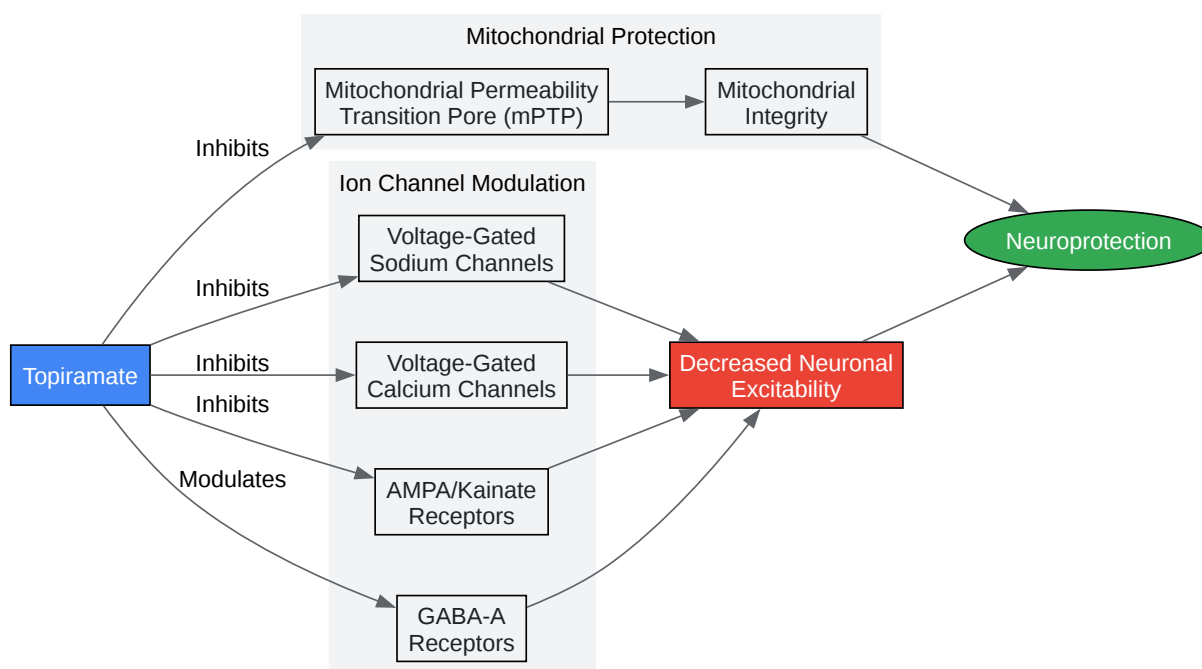 Mitochondrial Protection
Mitochondrial Permeability
Transition Pore (mPTP)
Mitochondrial
Integrity
Inhibits
Ion Channel Modulation
Voltage-Gated
Sodium Channels
Neuroprotection
Inhibits
Topiramate
Inhibits
Voltage-Gated
Calcium Channels
Decreased Neuronal
Excitability
Inhibits
Modulates
AMPA/Kainate
Receptors
GABA-A
Receptors